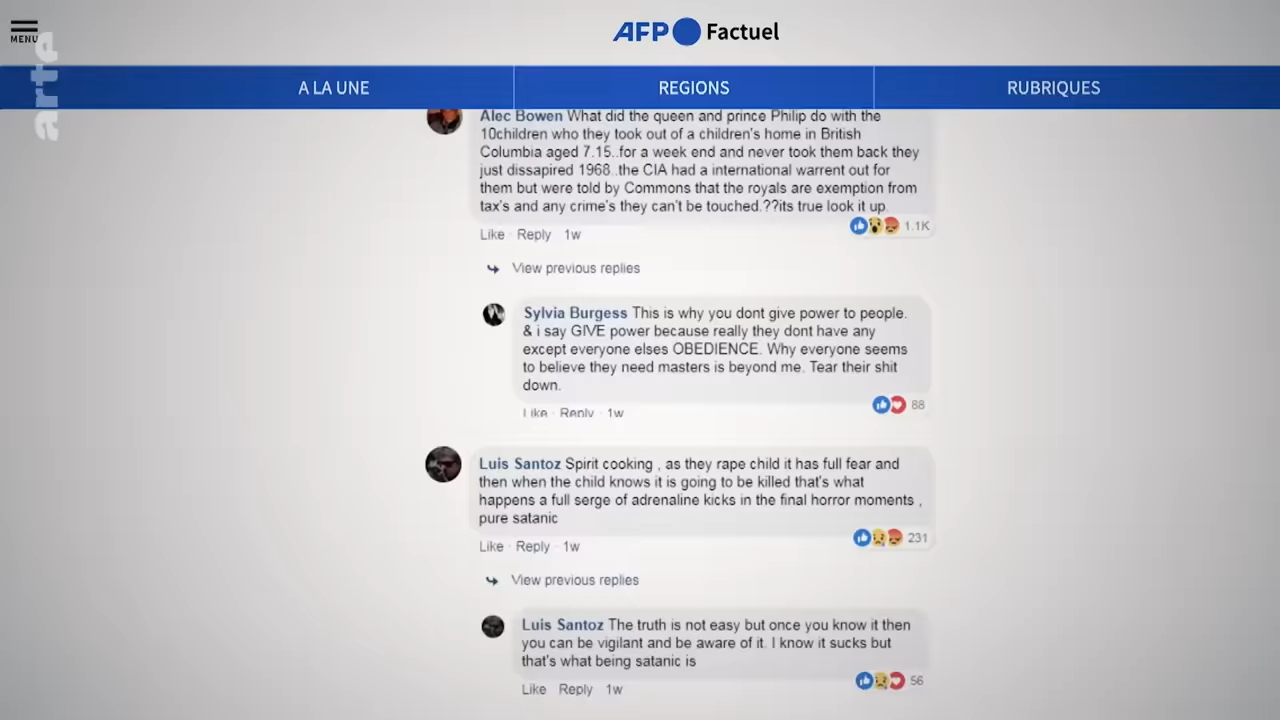 MENU
arte
AFP Factuel
A LA UNE
REGIONS
RUBRIQUES
Alec Bowen What did the queen and prince Philip do with the
10children who they took out of a children's home in British
Columbia aged 7.15..for a week end and never took them back they
just dissapired 1968..the CIA had a international warrent out for
them but were told by Commons that the royals are exemption from
tax's and any crime's they can't be touched.??its true look it up.
1.1K
Like · Reply · 1w
View previous replies
Sylvia Burgess This is why you dont give power to people.
& i say GIVE power because really they dont have any
except everyone elses OBEDIENCE. Why everyone seems
to believe they need masters is beyond me. Tear their shit
down.
88
Like · Reply · 1w
Luis Santoz Spirit cooking , as they rape child it has full fear and
then when the child knows it is going to be killed that's what
happens a full serge of adrenaline kicks in the final horror moments ,
pure satanic
231
Like · Reply · 1w
View previous replies
Luis Santoz The truth is not easy but once you know it then
you can be vigilant and be aware of it. I know it sucks but
that's what being satanic is
56
Like Reply 1w